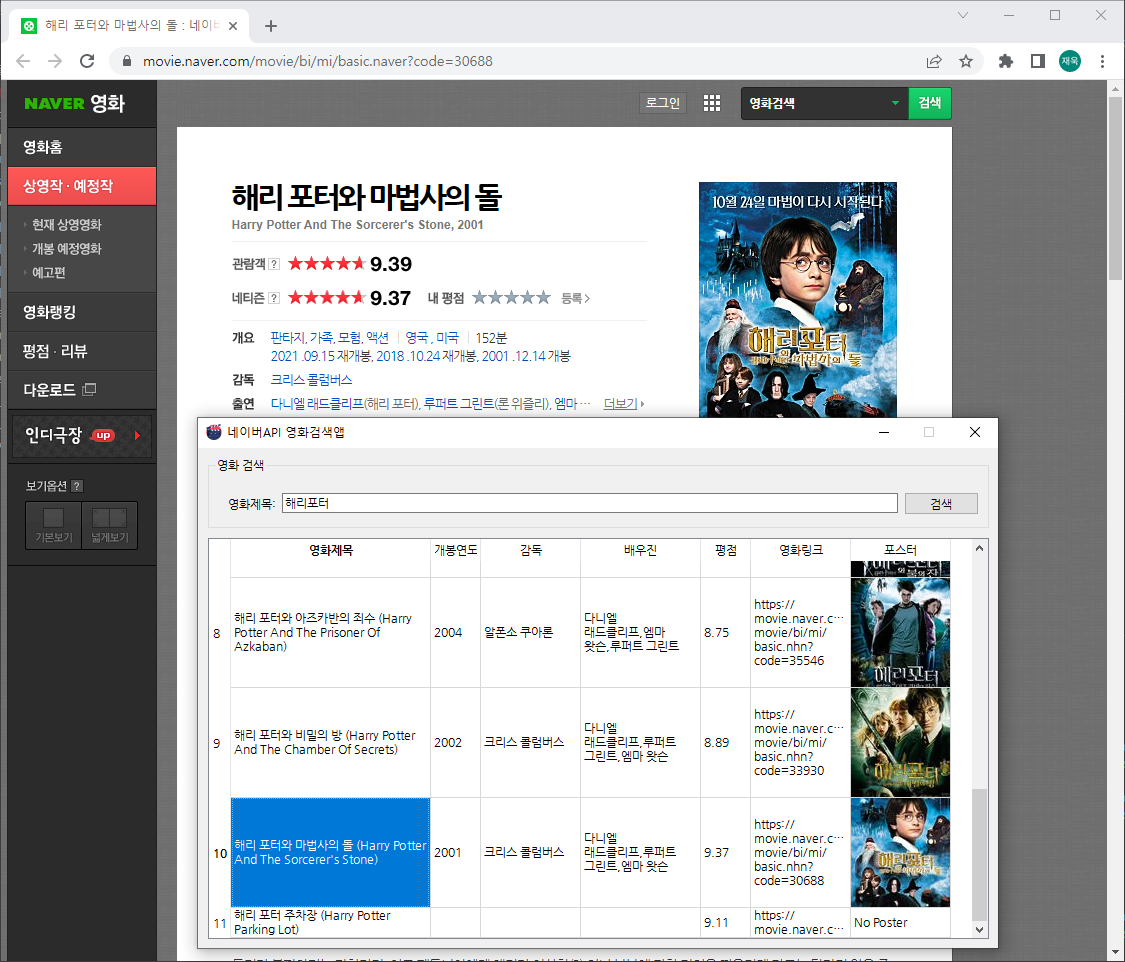 해리 포터와 마법사의 돌 : 네이버
movie.naver.com/movie/bi/mi/basic.naver?code=30688
재욱
NAVER 영화
로그인
영화검색
검색
영화홈
상영작 · 예정작
현재 상영영화
개봉 예정영화
예고편
영화랭킹
평점 · 리뷰
다운로드
인디극장 up
보기옵션 ?
기본보기
넓게보기
해리 포터와 마법사의 돌
Harry Potter And The Sorcerer's Stone, 2001
관람객 ? 9.39
네티즌 ? 9.37 내 평점 등록
개요 판타지, 가족, 모험, 액션 영국 , 미국 152분
2021 .09.15 재개봉, 2018 .10.24 재개봉, 2001 .12.14 개봉
감독 크리스 콜럼버스
출연 다니엘 래드클리프(해리 포터), 루퍼트 그린트(론 위즐리), 엠마 … 더보기
10월 24일 마법이 다시 시작된다
해리포터
마법사의 돌
네이버API 영화검색앱
영화 검색
영화제목: 해리포터 검색
영화제목 개봉연도 감독 배우진 평점 영화링크 포스터
8
해리 포터와 아즈카반의 죄수 (Harry
Potter And The Prisoner Of
Azkaban)
2004
알폰소 쿠아론
다니엘
래드클리프,엠마
왓슨,루퍼트 그린트
8.75
https://
movie.naver.c…
movie/bi/mi/
basic.nhn?
code=35546
해리포터
9
해리 포터와 비밀의 방 (Harry Potter
And The Chamber Of Secrets)
2002
크리스 콜럼버스
다니엘
래드클리프,루퍼트
그린트,엠마 왓슨
8.89
https://
movie.naver.c…
movie/bi/mi/
basic.nhn?
code=33930
해리포터
10
해리 포터와 마법사의 돌 (Harry Potter
And The Sorcerer's Stone)
2001
크리스 콜럼버스
다니엘
래드클리프,루퍼트
그린트,엠마 왓슨
9.37
https://
movie.naver.c…
movie/bi/mi/
basic.nhn?
code=30688
해리포터
11
해리 포터 주차장 (Harry Potter
Parking Lot)
9.11
https://
movie.naver.c…
No Poster